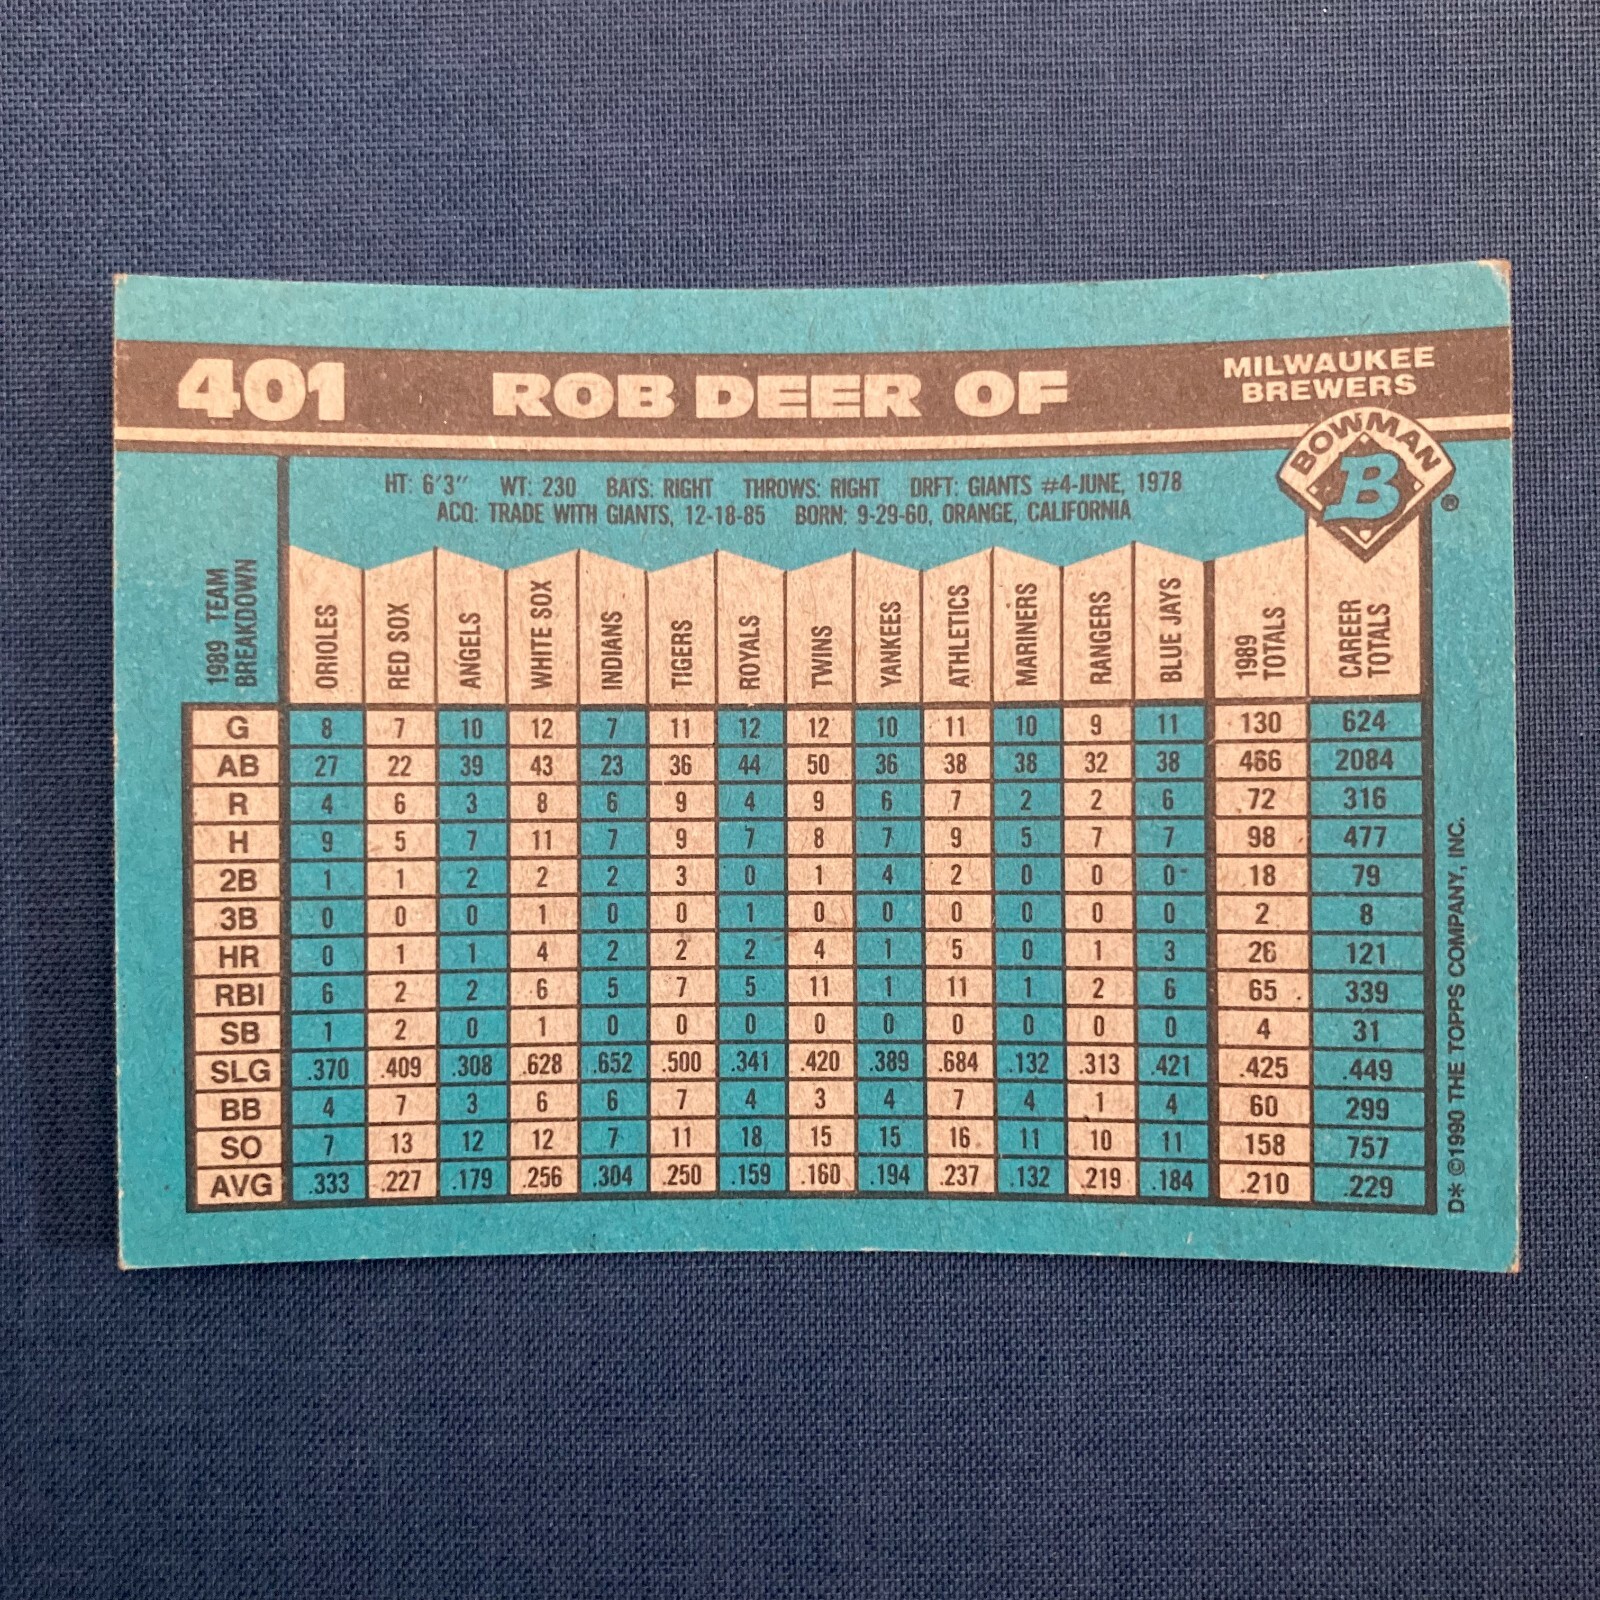 401 ROB DEER OF MILWAUKEE
BREWERS
BOWMAN
B
®
HT: 6'3" WT: 230 BATS: RIGHT THROWS: RIGHT DRFT: GIANTS #4-JUNE, 1978
ACQ: TRADE WITH GIANTS, 12-18-85 BORN: 9-29-60, ORANGE, CALIFORNIA
1989 TEAM BREAKDOWN ORIOLES RED SOX ANGELS WHITE SOX INDIANS TIGERS ROYALS TWINS YANKEES ATHLETICS MARINERS RANGERS BLUE JAYS 1989 TOTALS CAREER TOTALS
G 8 7 10 12 7 11 12 12 10 11 10 9 11 130 624
AB 27 22 39 43 23 36 44 50 36 38 38 32 38 466 2084
R 4 6 3 8 6 9 4 9 6 7 2 2 6 72 316
H 9 5 7 11 7 9 7 8 7 9 5 7 7 98 477
2B 1 1 2 2 2 3 0 1 4 2 0 0 0 18 79
3B 0 0 0 1 0 0 1 0 0 0 0 0 0 2 8
HR 0 1 1 4 2 2 2 4 1 5 0 1 3 26 121
RBI 6 2 2 6 5 7 5 11 1 11 1 2 6 65 339
SB 1 2 0 1 0 0 0 0 0 0 0 0 0 4 31
SLG .370 .409 .308 .628 .652 .500 .341 .420 .389 .684 .132 .313 .421 .425 .449
BB 4 7 3 6 6 7 4 3 4 7 4 1 4 60 299
SO 7 13 12 12 7 11 18 15 15 16 11 10 11 158 757
AVG .333 .227 .179 .256 .304 .250 .159 .160 .194 .237 .132 .219 .184 .210 .229
D* ©1990 THE TOPPS COMPANY, INC.